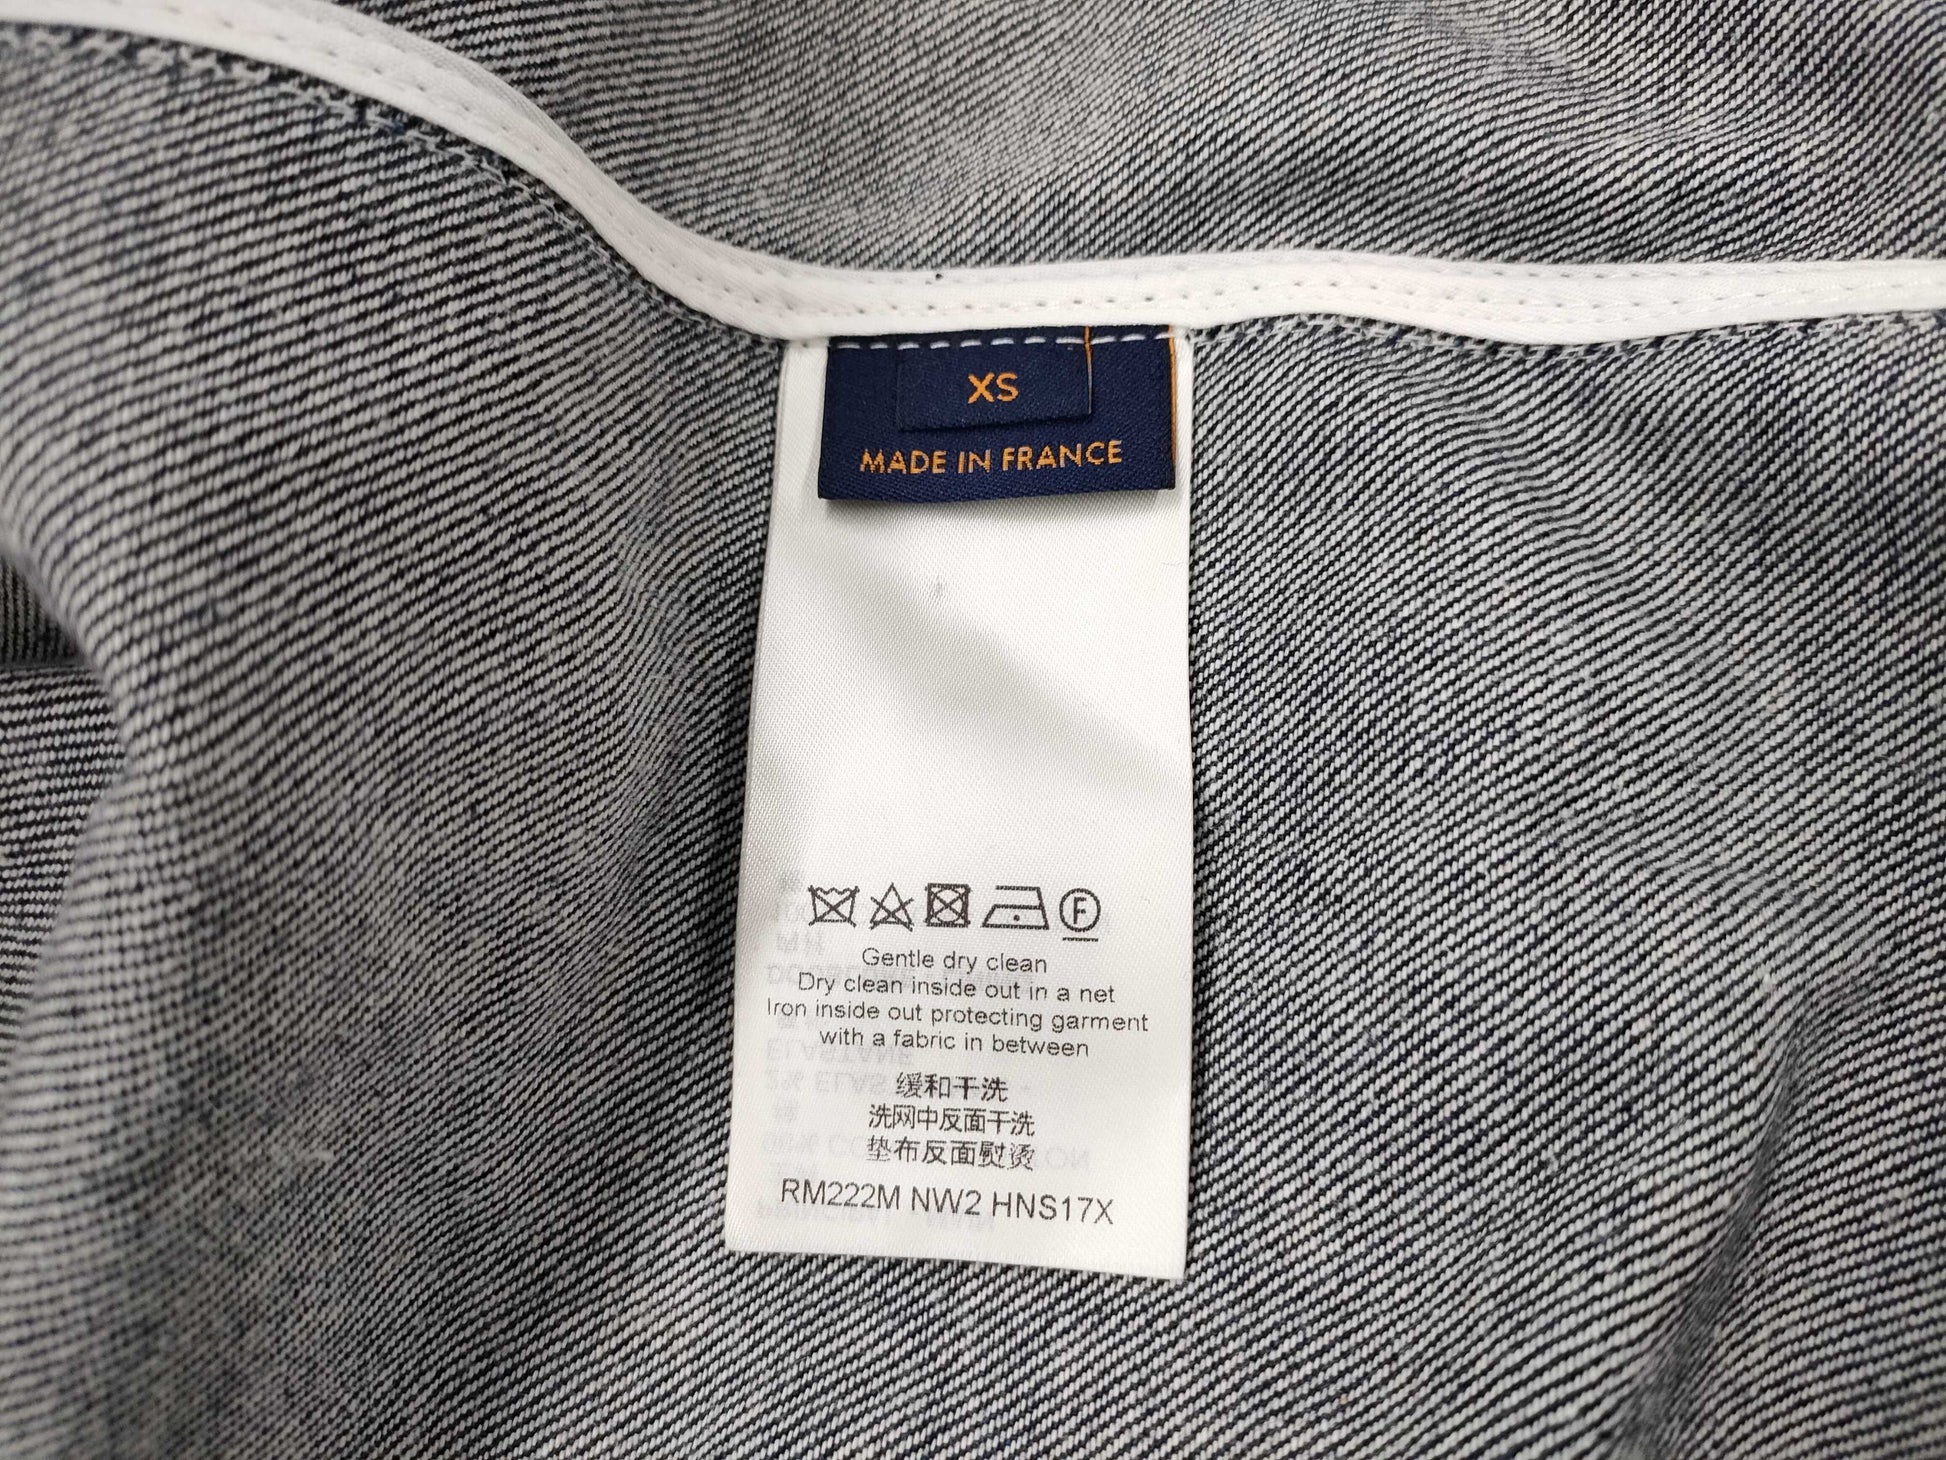 XS
MADE IN FRANCE
F
Gentle dry clean
Dry clean inside out in a net
Iron inside out protecting garment
with a fabric in between
缓和干洗
洗网中反面干洗
垫布反面熨烫
RM222M NW2 HNS17X